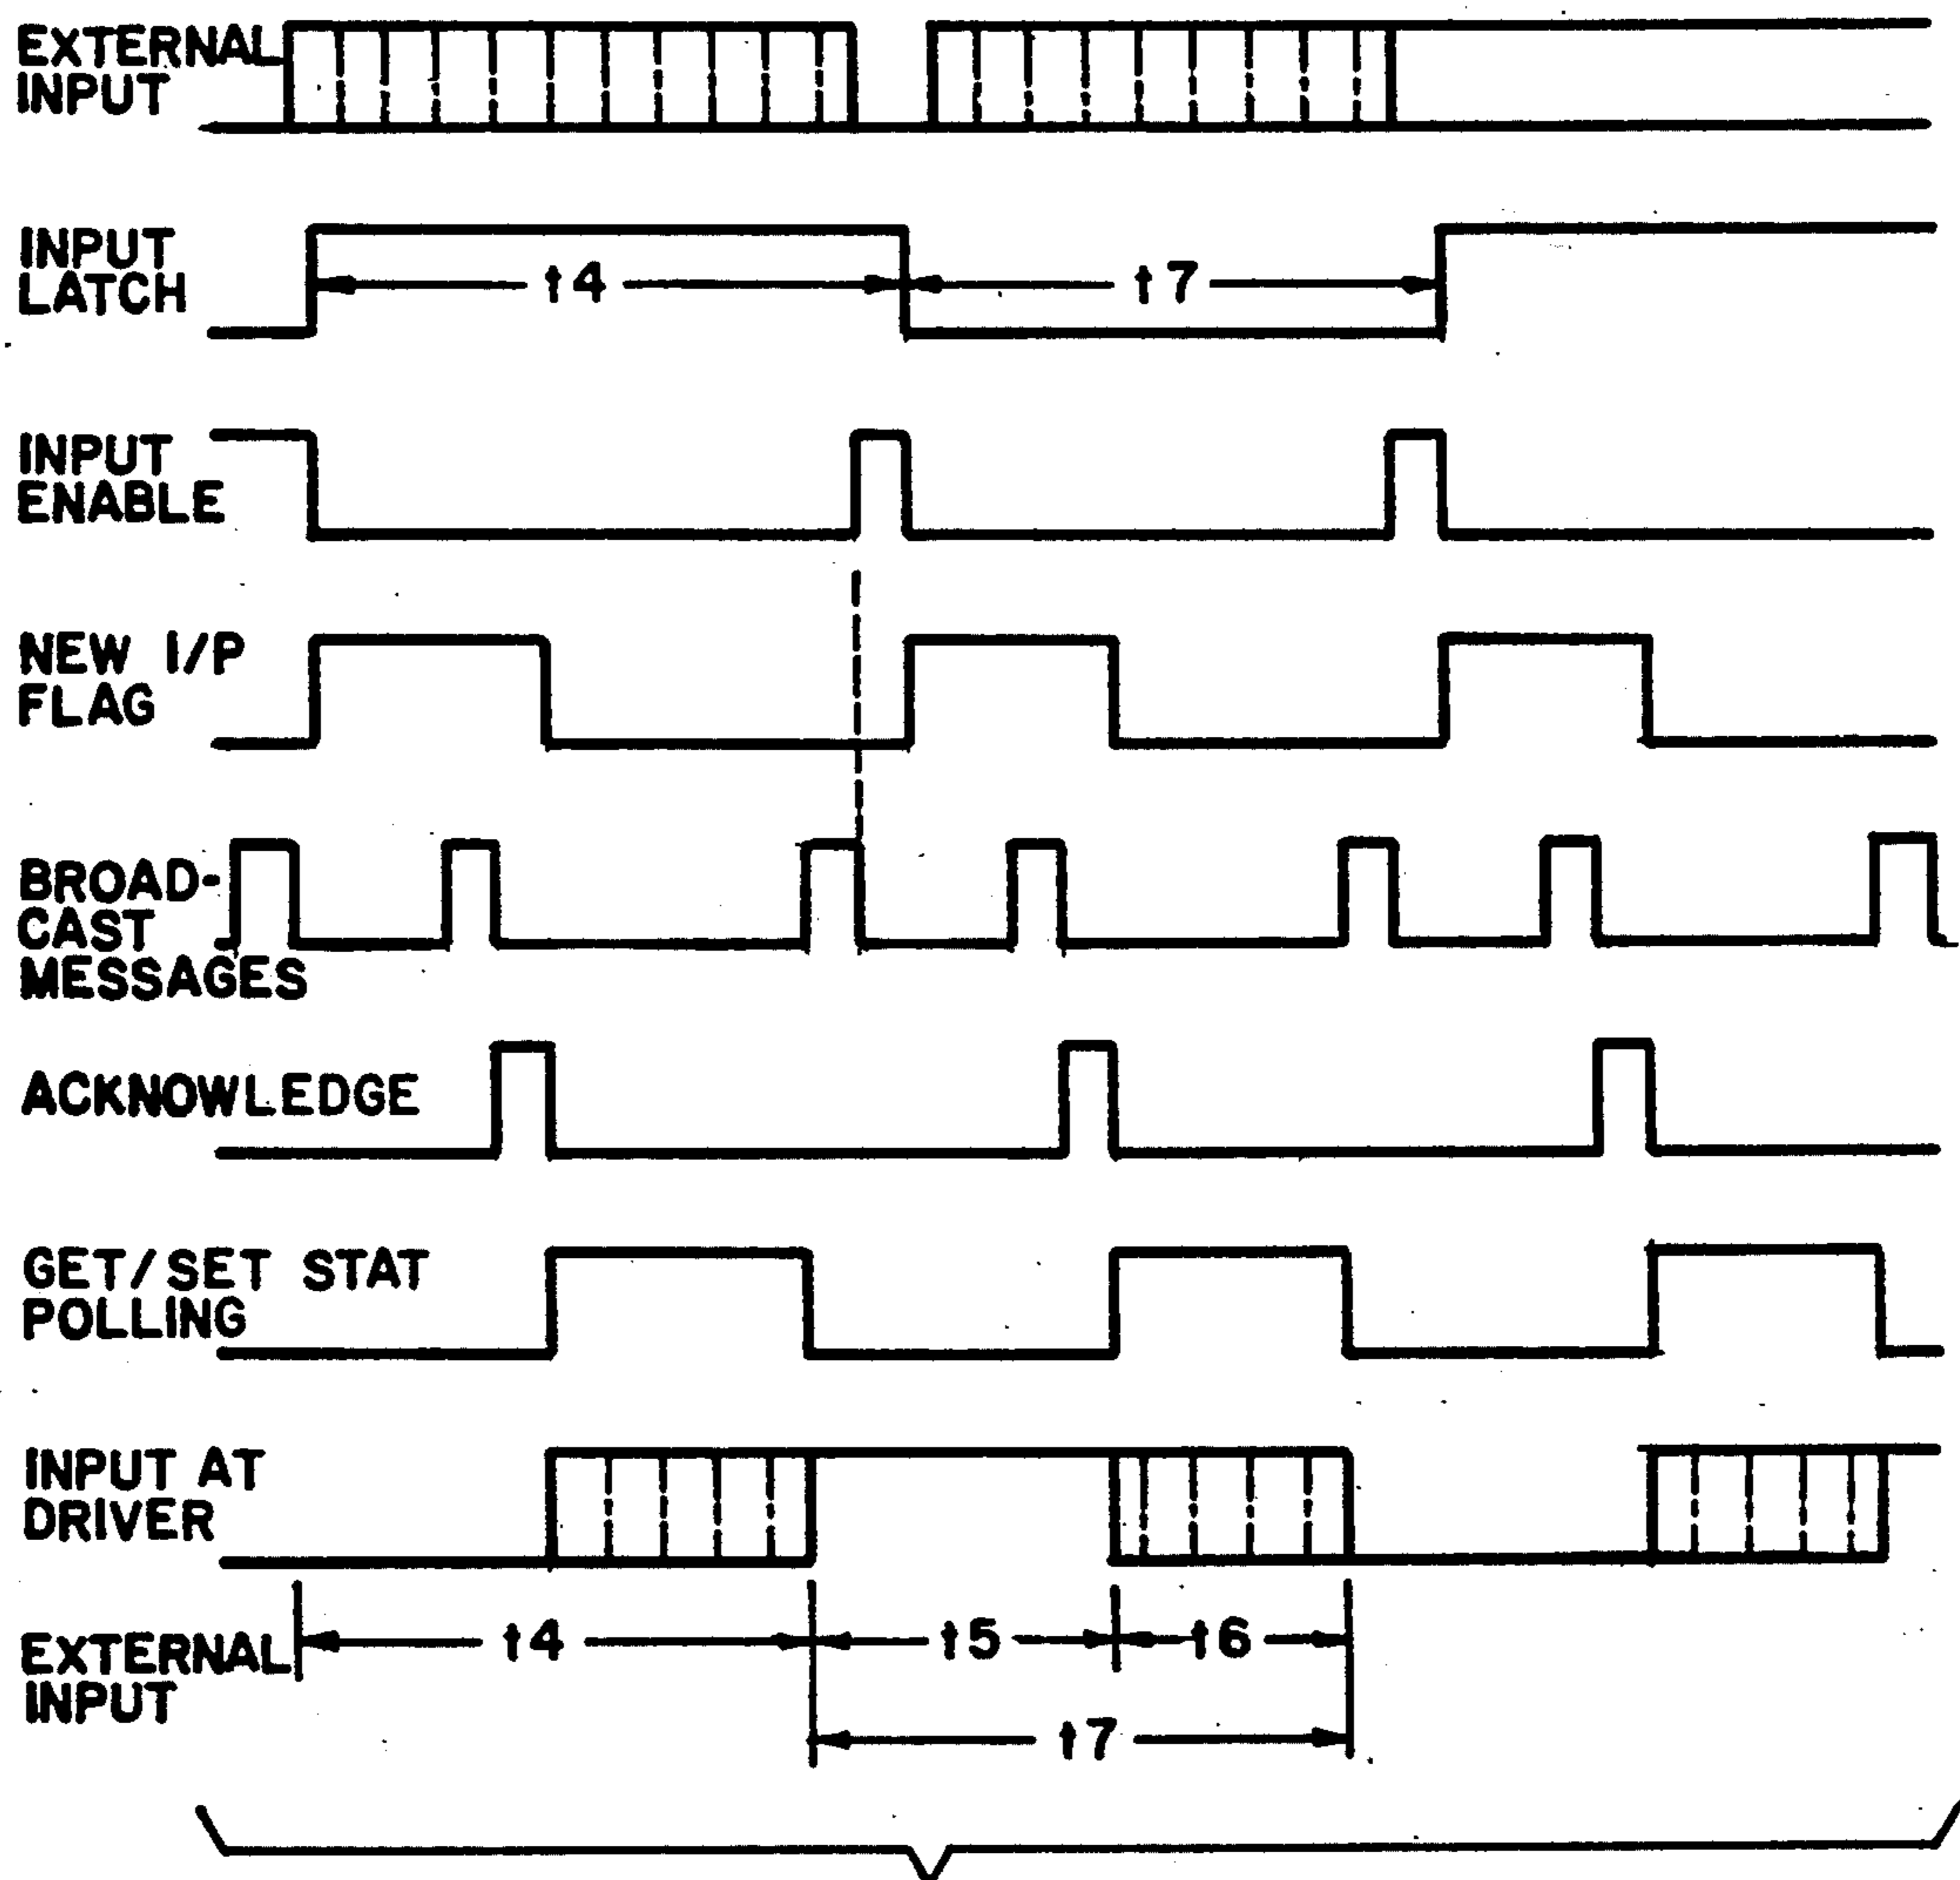 EXTERNAL
INPUT
INPUT
LATCH
t4
t7
INPUT
ENABLE
NEW I/P
FLAG
BROAD-
CAST
MESSAGES
ACKNOWLEDGE
GET/SET STAT
POLLING
INPUT AT
DRIVER
EXTERNAL
INPUT
t4
t5
t6
t7